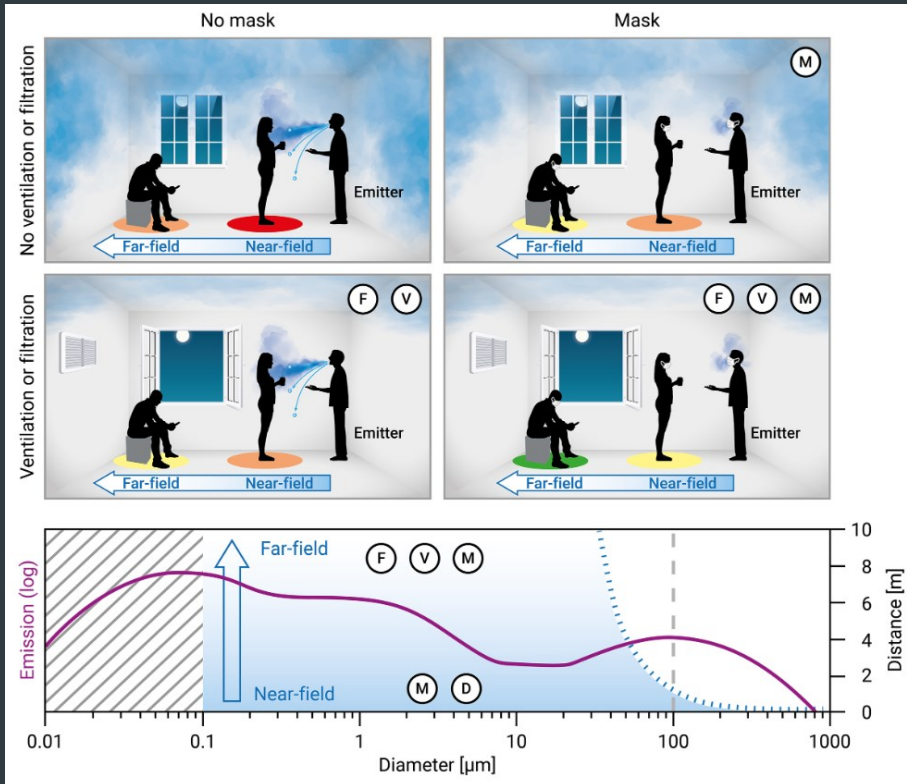 No mask
Mask
No ventilation or filtration
M
Emitter
Emitter
Far-field
Near-field
Far-field
Near-field
Ventilation or filtration
F V
F V M
Emitter
Emitter
Far-field
Near-field
Far-field
Near-field
Emission (log)
Far-field
F V M
Near-field
M D
10
8
6
4
2
0
Distance [m]
0.01
0.1
1
10
100
1000
Diameter [µm]